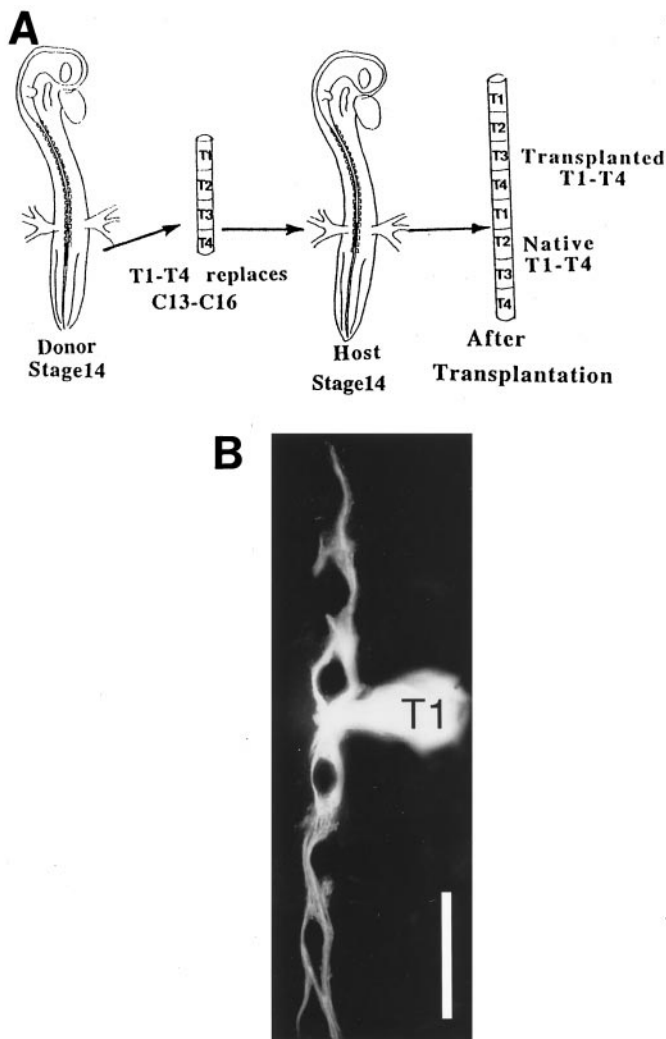 A
T1
T2
T3
T4
T1-T4 replaces
C13-C16
Donor
Stage14
Host
Stage14
T1
T2
T3
T4
T1
T2
T3
T4
Transplanted
T1-T4
Native
T1-T4
After
Transplantation
B
T1